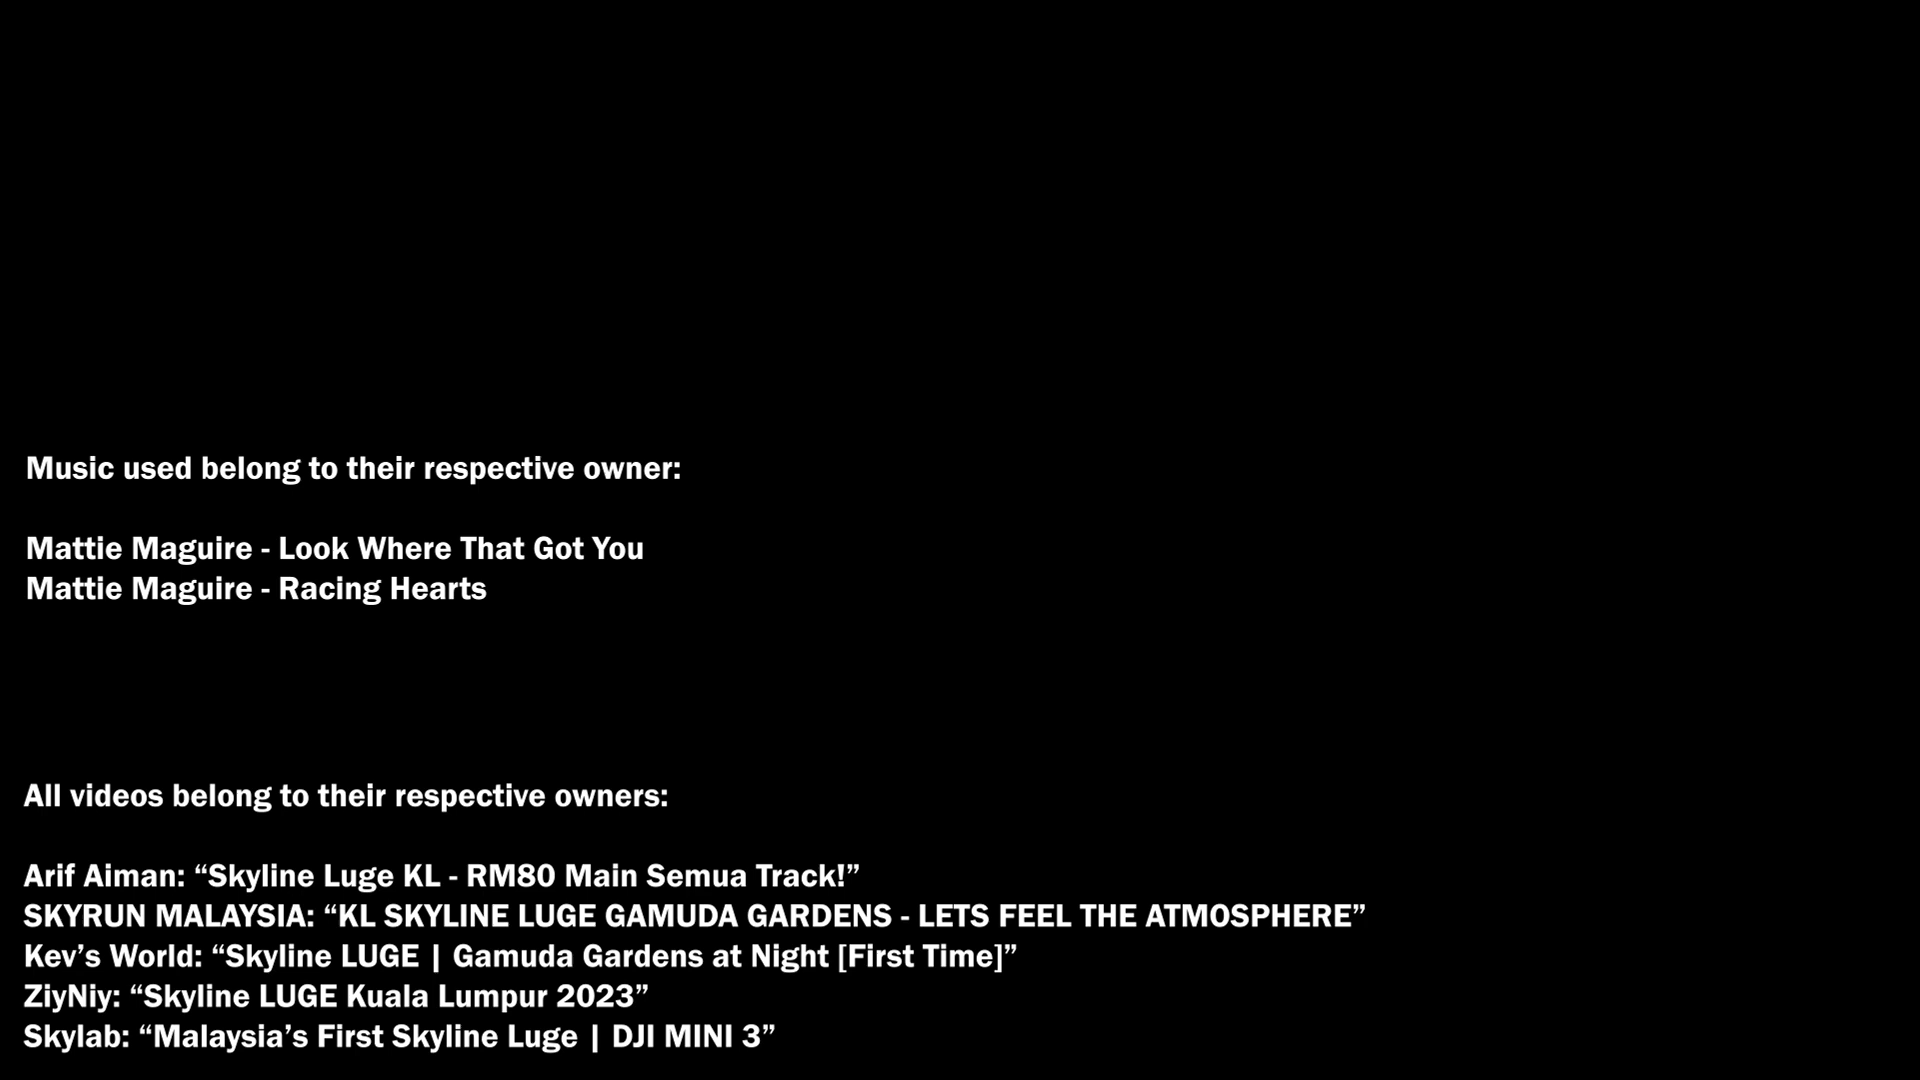 Music used belong to their respective owner:
Mattie Maguire - Look Where That Got You
Mattie Maguire - Racing Hearts
All videos belong to their respective owners:
Arif Aiman: “Skyline Luge KL - RM80 Main Semua Track!”
SKYRUN MALAYSIA: “KL SKYLINE LUGE GAMUDA GARDENS - LETS FEEL THE ATMOSPHERE”
Kev’s World: “Skyline LUGE | Gamuda Gardens at Night [First Time]”
ZiyNiy: “Skyline LUGE Kuala Lumpur 2023”
Skylab: “Malaysia’s First Skyline Luge | DJI MINI 3”